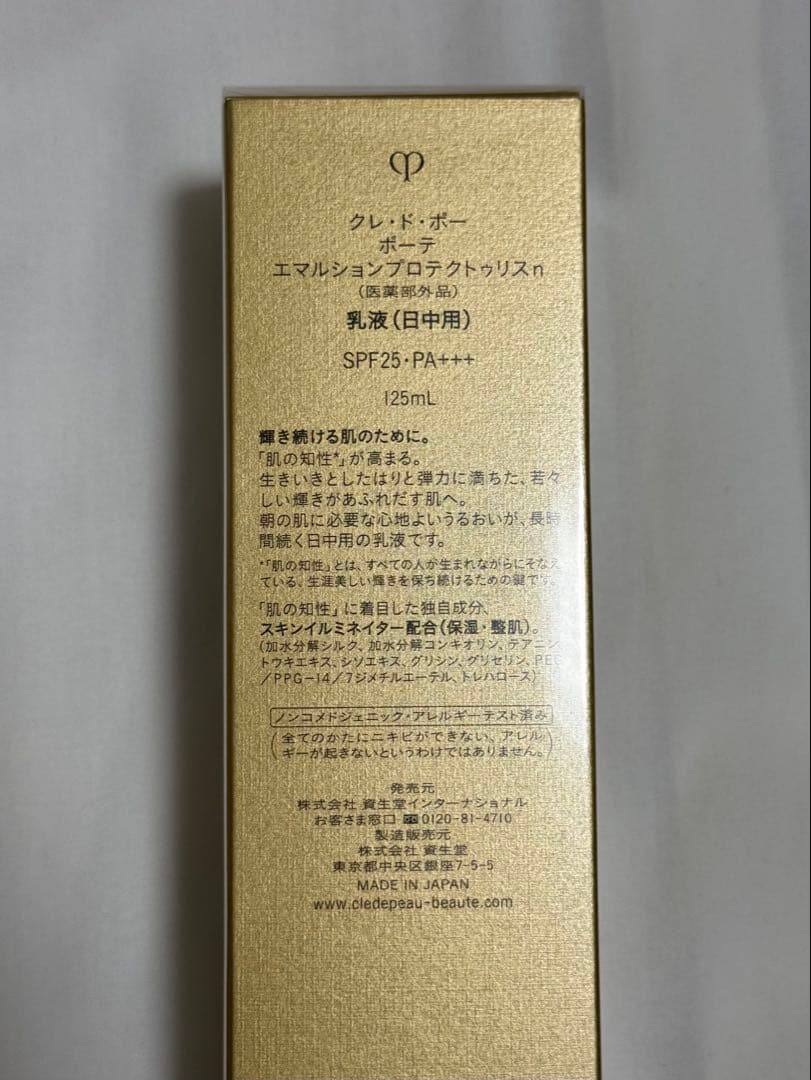 クレ・ド・ポー
ボーテ
エマルションプロテクトゥリスn
(医薬部外品)
乳液(日中用)
SPF25・PA+++
125mL
輝き続ける肌のために。
「肌の知性*」が高まる。
生きいきとしたはりと弾力に満ちた、若々
しい輝きがあふれだす肌へ。
朝の肌に必要な心地よいうるおいが、長時
間続く日中用の乳液です。
*「肌の知性」とは、すべての人が生まれながらにそなえ
ている。生涯美しい輝きを保ち続けるための鍵です。
「肌の知性」に着目した独自成分、
スキンイルミネイター配合(保湿・整肌)。
(加水分解シルク、加水分解コンキオリン、テアニン、
トウキエキス、シソエキス、グリシン、グリセリン、PEG
/PPG-14/7ジメチルエーテル、トレハロース)
ノンコメドジェニック・アレルギーテスト済み
(全てのかたにニキビができない、アレル
ギーが起きないというわけではありません。)
発売元
株式会社 資生堂インターナショナル
お客さま窓口 0120-81-4710
製造販売元
株式会社 資生堂
東京都中央区銀座7-5-5
MADE IN JAPAN
www.cledepeau-beaute.com